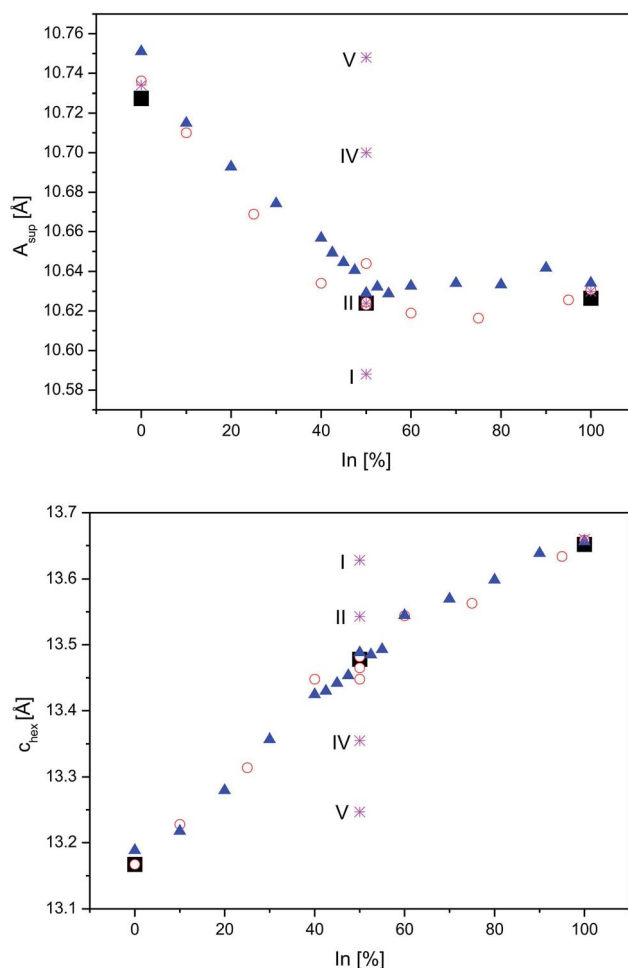 10.76
10.74
10.72
10.70
10.68
10.66
10.64
10.62
10.60
10.58
A_sup [Å]
V
IV
II
I
0 20 40 60 80 100
In [%]
13.7
13.6
13.5
13.4
13.3
13.2
13.1
c_hex [Å]
I
II
IV
V
0 20 40 60 80 100
In [%]